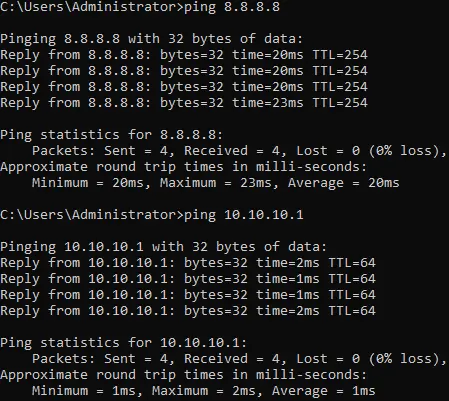 C:\Users\Administrator>ping 8.8.8.8
Pinging 8.8.8.8 with 32 bytes of data:
Reply from 8.8.8.8: bytes=32 time=20ms TTL=254
Reply from 8.8.8.8: bytes=32 time=20ms TTL=254
Reply from 8.8.8.8: bytes=32 time=20ms TTL=254
Reply from 8.8.8.8: bytes=32 time=23ms TTL=254
Ping statistics for 8.8.8.8:
    Packets: Sent = 4, Received = 4, Lost = 0 (0% loss),
Approximate round trip times in milli-seconds:
    Minimum = 20ms, Maximum = 23ms, Average = 20ms
C:\Users\Administrator>ping 10.10.10.1
Pinging 10.10.10.1 with 32 bytes of data:
Reply from 10.10.10.1: bytes=32 time=2ms TTL=64
Reply from 10.10.10.1: bytes=32 time=1ms TTL=64
Reply from 10.10.10.1: bytes=32 time=1ms TTL=64
Reply from 10.10.10.1: bytes=32 time=1ms TTL=64
Ping statistics for 10.10.10.1:
    Packets: Sent = 4, Received = 4, Lost = 0 (0% loss),
Approximate round trip times in milli-seconds:
    Minimum = 1ms, Maximum = 2ms, Average = 1ms